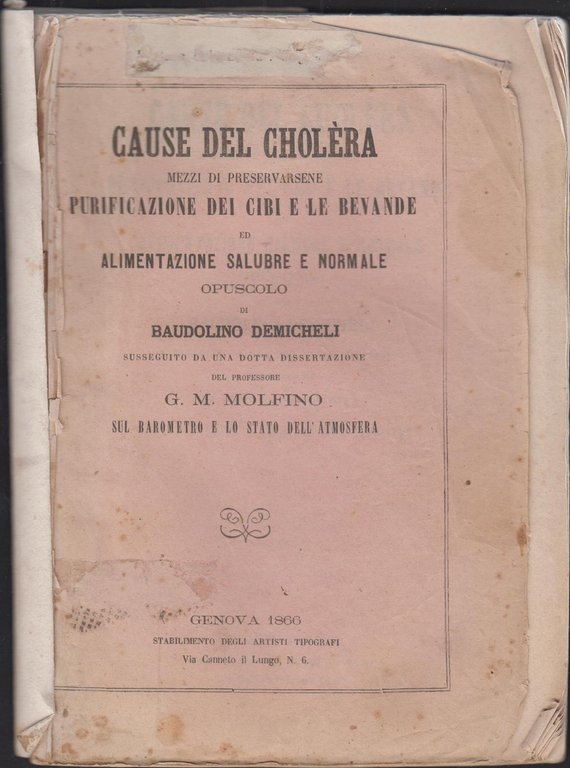 CAUSE DEL CHOLÈRA
MEZZI DI PRESERVARSENE
PURIFICAZIONE DEI CIBI E LE BEVANDE
ED
ALIMENTAZIONE SALUBRE E NORMALE
OPUSCOLO
DI
BAUDOLINO DEMICHELI
SUSSEGUITO DA UNA DOTTA DISSERTAZIONE
DEL PROFESSORE
G. M. MOLFINO
SUL BAROMETRO E LO STATO DELL'ATMOSFERA
GENOVA 1866
STABILIMENTO DEGLI ARTISTI TIPOGRAFI
Via Canneto il Lungo, N. 6.